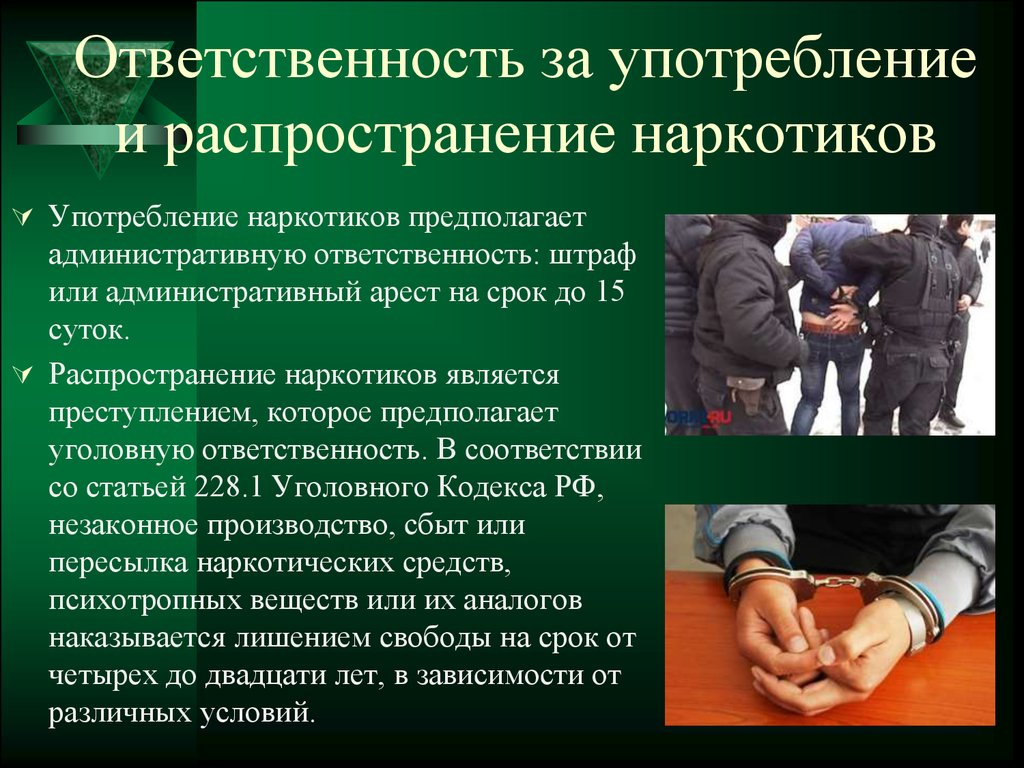 Ответственность за употребление
и распространение наркотиков
Употребление наркотиков предполагает
административную ответственность: штраф
или административный арест на срок до 15
суток.
Распространение наркотиков является
преступлением, которое предполагает
уголовную ответственность. В соответствии
со статьей 228.1 Уголовного Кодекса РФ,
незаконное производство, сбыт или
пересылка наркотических средств,
психотропных веществ или их аналогов
наказывается лишением свободы на срок от
четырех до двадцати лет, в зависимости от
различных условий.